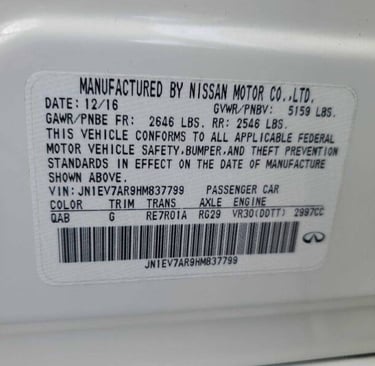 MANUFACTURED BY NISSAN MOTOR CO.,LTD.
DATE: 12/16 GVWR/PNBV: 5159 LBS.
GAWR/PNBE FR: 2646 LBS. RR: 2546 LBS.
THIS VEHICLE CONFORMS TO ALL APPLICABLE FEDERAL
MOTOR VEHICLE SAFETY,BUMPER,AND THEFT PREVENTION
STANDARDS IN EFFECT ON THE DATE OF MANUFACTURE
SHOWN ABOVE.
VIN: JN1EV7AR9HM837799 PASSENGER CAR
COLOR TRIM TRANS AXLE ENGINE
QAB G RE7R01A RG29 VR30(DDTT) 2997CC
JN1EV7AR9HM837799